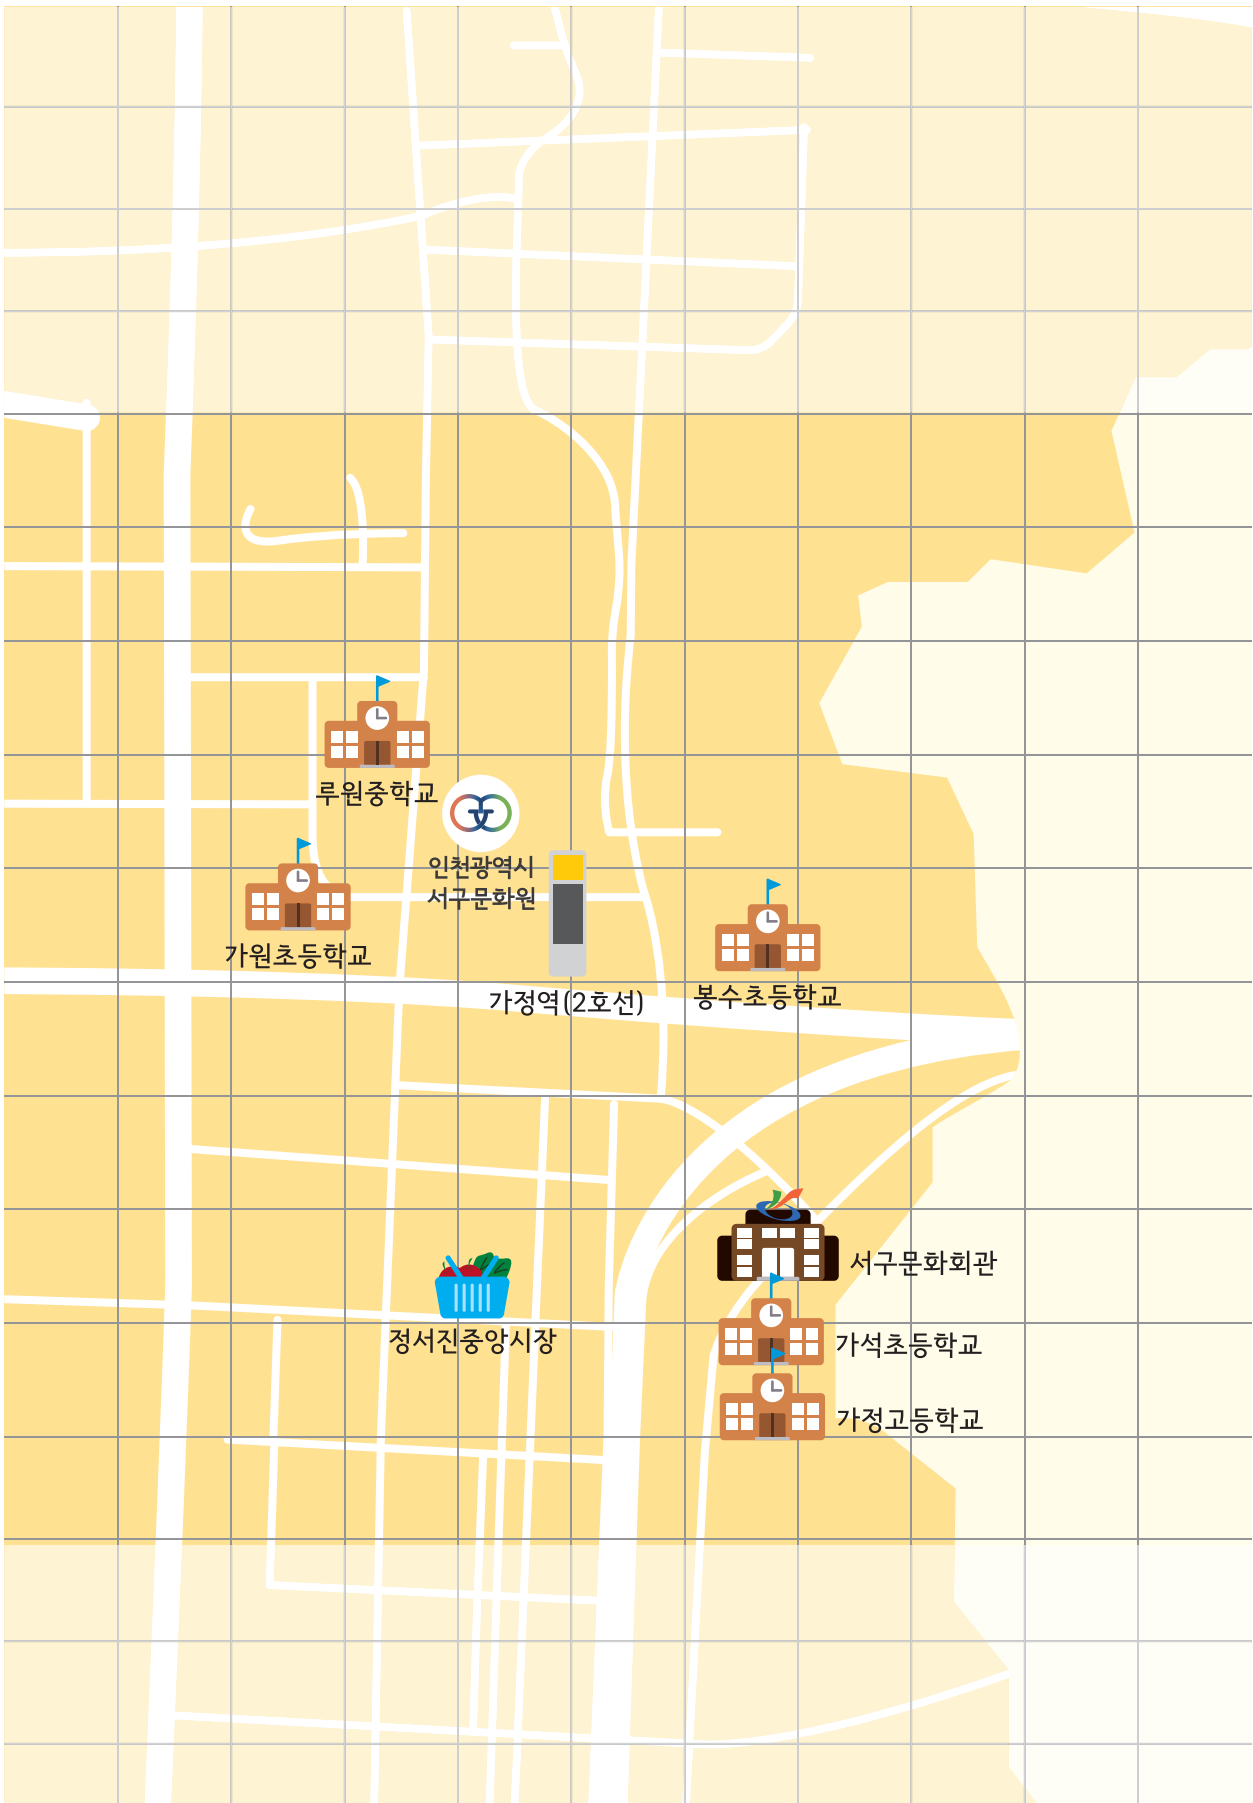 루원중학교
인천광역시
서구문화원
가원초등학교
가정역(2호선)
봉수초등학교
서구문화회관
정서진중앙시장
가석초등학교
가정고등학교